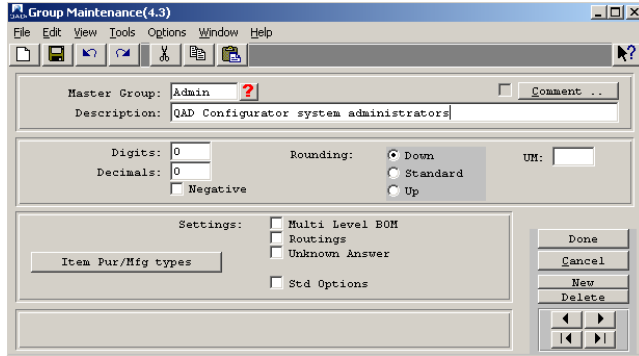 Group Maintenance(4.3)
File Edit View Tools Options Window Help
Master Group: Admin ? Comment ..
Description: QAD Configurator system administrators
Digits: 0 Rounding: Down UM:
Decimals: 0 Standard
Negative Up
Settings: Multi Level BOM
Routings
Item Pur/Mfg types Unknown Answer
Std Options
Done
Cancel
New
Delete